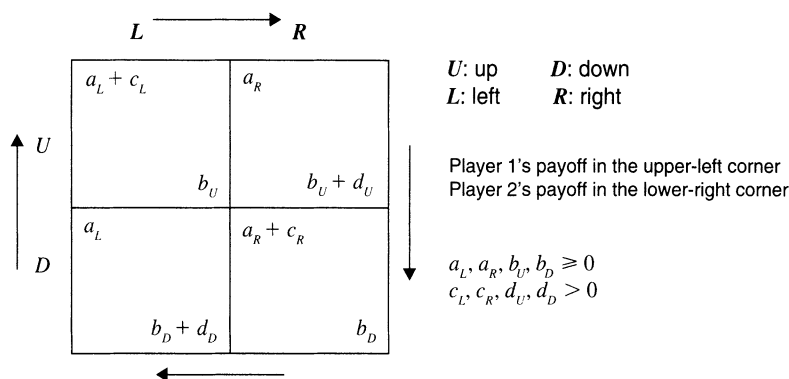 L R
U: up D: down
L: left R: right
a_L + c_L a_R
U
b_U b_U + d_U
Player 1's payoff in the upper-left corner
Player 2's payoff in the lower-right corner
a_L a_R + c_R
D
a_L, a_R, b_U, b_D ≥ 0
c_L, c_R, d_U, d_D > 0
b_D + d_D b_D